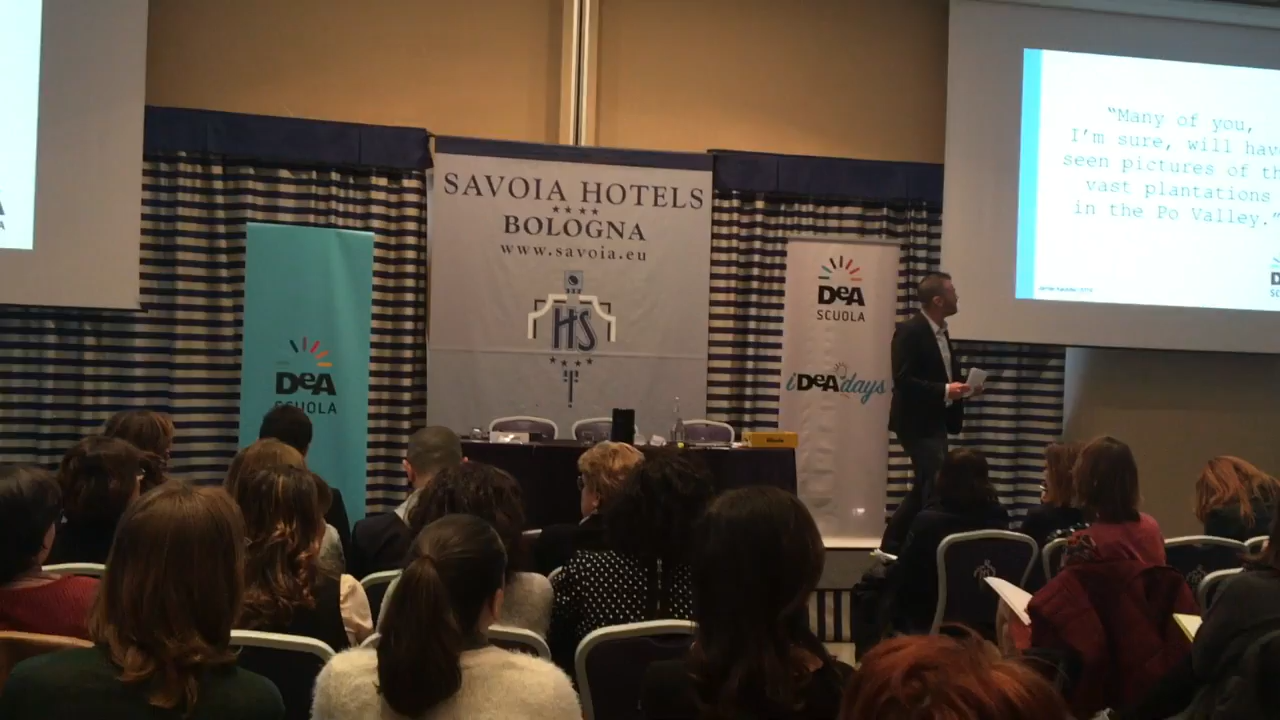 SAVOIA HOTELS
BOLOGNA
www.savoia.eu
HS
DeA
SCUOLA
DeA
SCUOLA
iDeAdays
"Many of you,
I'm sure, will have
seen pictures of th
vast plantations
in the Po Valley."